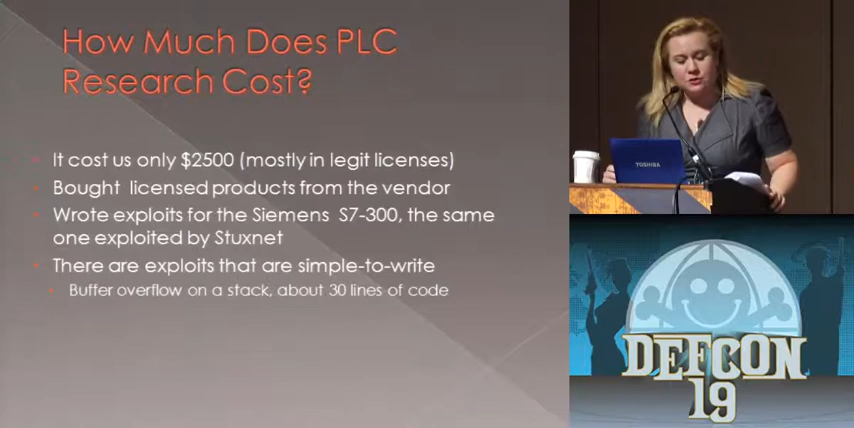 How Much Does PLC
Research Cost?
It cost us only $2500 (mostly in legit licenses)
Bought licensed products from the vendor
Wrote exploits for the Siemens S7-300, the same
one exploited by Stuxnet
There are exploits that are simple-to-write
Buffer overflow on a stack, about 30 lines of code
TOSHIBA
DEFCON
19